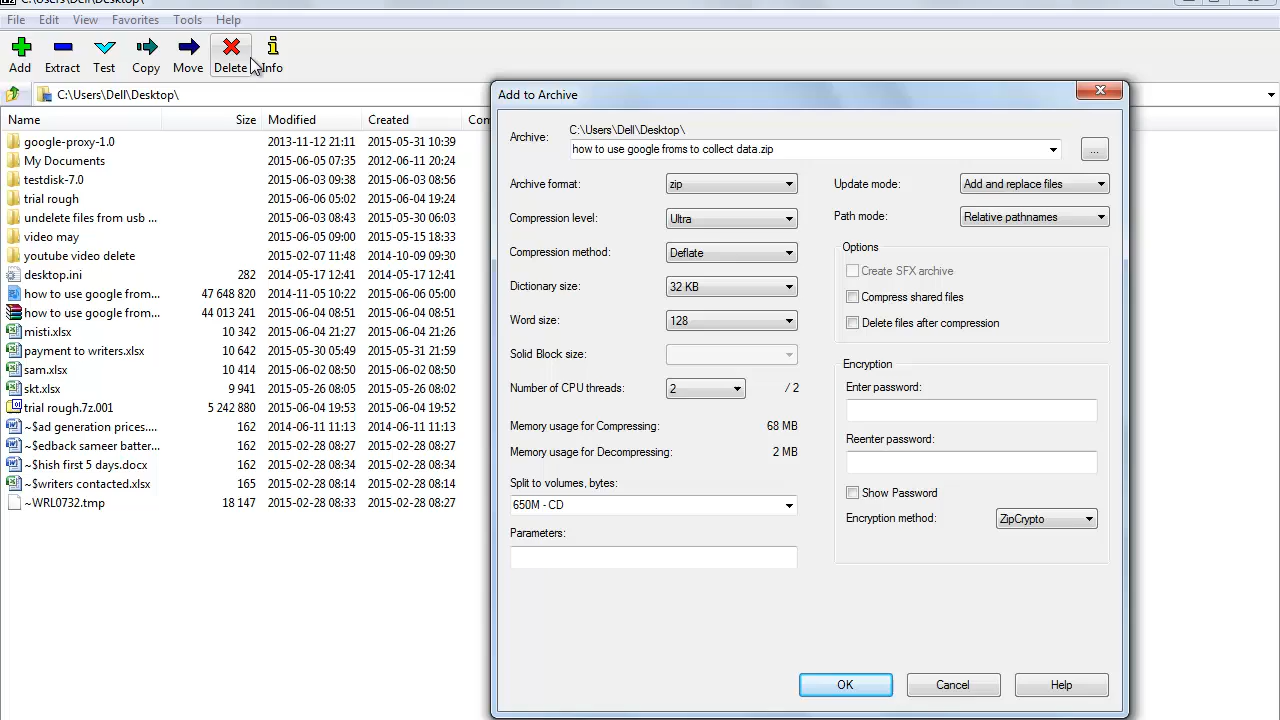 C:\Users\Dell\Desktop\
File Edit View Favorites Tools Help
Add Extract Test Copy Move Delete Info
C:\Users\Dell\Desktop\
Name Size Modified Created Com
google-proxy-1.0 2013-11-12 21:11 2015-05-31 10:39
My Documents 2015-06-05 07:35 2012-06-11 20:24
testdisk-7.0 2015-06-03 09:38 2015-06-03 08:56
trial rough 2015-06-06 05:02 2015-06-04 19:24
undelete files from usb ... 2015-06-03 08:43 2015-05-30 06:03
video may 2015-06-05 09:00 2015-05-15 18:33
youtube video delete 2015-02-07 11:48 2014-10-09 09:30
desktop.ini 282 2014-05-17 12:41 2014-05-17 12:41
how to use google from... 47 648 820 2014-11-05 10:22 2015-06-06 05:00
how to use google from... 44 013 241 2015-06-04 08:51 2015-06-04 08:51
misti.xlsx 10 342 2015-06-04 21:27 2015-06-04 21:26
payment to writers.xlsx 10 642 2015-05-30 05:49 2015-05-31 21:59
sam.xlsx 10 414 2015-06-02 08:50 2015-06-02 08:50
skt.xlsx 9 941 2015-05-26 08:05 2015-05-26 08:02
trial rough.7z.001 5 242 880 2015-06-04 19:53 2015-06-04 19:52
~$ad generation prices.... 162 2014-06-11 11:13 2014-06-11 11:13
~$edback sameer batter... 162 2015-02-28 08:27 2015-02-28 08:27
~$hish first 5 days.docx 162 2015-02-28 08:34 2015-02-28 08:34
~$writers contacted.xlsx 165 2015-02-28 08:14 2015-02-28 08:14
~WRL0732.tmp 18 147 2015-02-28 08:33 2015-02-28 08:27
Add to Archive
Archive: C:\Users\Dell\Desktop\
how to use google froms to collect data.zip ...
Archive format: zip
Compression level: Ultra
Compression method: Deflate
Dictionary size: 32 KB
Word size: 128
Solid Block size:
Number of CPU threads: 2 / 2
Memory usage for Compressing: 68 MB
Memory usage for Decompressing: 2 MB
Split to volumes, bytes:
650M - CD
Parameters:
Update mode: Add and replace files
Path mode: Relative pathnames
Options
Create SFX archive
Compress shared files
Delete files after compression
Encryption
Enter password:
Reenter password:
Show Password
Encryption method: ZipCrypto
OK Cancel Help